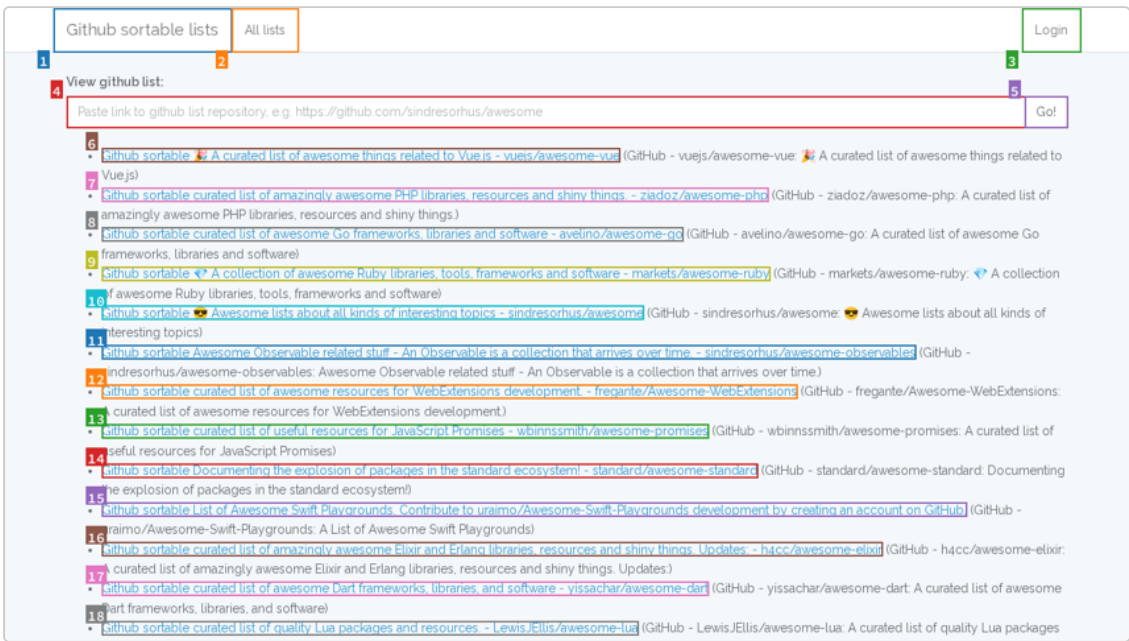 Github sortable lists All lists Login
1 2 3
View github list:
4 5
Paste link to github list repository, e.g. https://github.com/sindresorhus/awesome Go!
6
Github sortable 🎉 A curated list of awesome things related to Vue.js - vuejs/awesome-vue (GitHub - vuejs/awesome-vue: 🎉 A curated list of awesome things related to
Vue.js)
7
Github sortable curated list of amazingly awesome PHP libraries, resources and shiny things. - ziadoz/awesome-php (GitHub - ziadoz/awesome-php: A curated list of
amazingly awesome PHP libraries, resources and shiny things.)
8
Github sortable curated list of awesome Go frameworks, libraries and software - avelino/awesome-go (GitHub - avelino/awesome-go: A curated list of awesome Go
frameworks, libraries and software)
9
Github sortable 💎 A collection of awesome Ruby libraries, tools, frameworks and software - markets/awesome-ruby (GitHub - markets/awesome-ruby: 💎 A collection
of awesome Ruby libraries, tools, frameworks and software)
10
Github sortable 😎 Awesome lists about all kinds of interesting topics - sindresorhus/awesome (GitHub - sindresorhus/awesome: 😎 Awesome lists about all kinds of
interesting topics)
11
Github sortable Awesome Observable related stuff - An Observable is a collection that arrives over time. - sindresorhus/awesome-observables (GitHub -
sindresorhus/awesome-observables: Awesome Observable related stuff - An Observable is a collection that arrives over time.)
12
Github sortable curated list of awesome resources for WebExtensions development. - fregante/Awesome-WebExtensions (GitHub - fregante/Awesome-WebExtensions:
A curated list of awesome resources for WebExtensions development.)
13
Github sortable curated list of useful resources for JavaScript Promises - wbinnssmith/awesome-promises (GitHub - wbinnssmith/awesome-promises: A curated list of
useful resources for JavaScript Promises)
14
Github sortable Documenting the explosion of packages in the standard ecosystem! - standard/awesome-standard (GitHub - standard/awesome-standard: Documenting
the explosion of packages in the standard ecosystem!)
15
Github sortable List of Awesome Swift Playgrounds. Contribute to uraimo/Awesome-Swift-Playgrounds development by creating an account on GitHub. (GitHub -
uraimo/Awesome-Swift-Playgrounds: A List of Awesome Swift Playgrounds)
16
Github sortable curated list of amazingly awesome Elixir and Erlang libraries, resources and shiny things. Updates: - h4cc/awesome-elixir (GitHub - h4cc/awesome-elixir:
A curated list of amazingly awesome Elixir and Erlang libraries, resources and shiny things. Updates:)
17
Github sortable curated list of awesome Dart frameworks, libraries, and software - yissachar/awesome-dart (GitHub - yissachar/awesome-dart: A curated list of awesome
Dart frameworks, libraries, and software)
18
Github sortable curated list of quality Lua packages and resources. - LewisJEllis/awesome-lua (GitHub - LewisJEllis/awesome-lua: A curated list of quality Lua packages